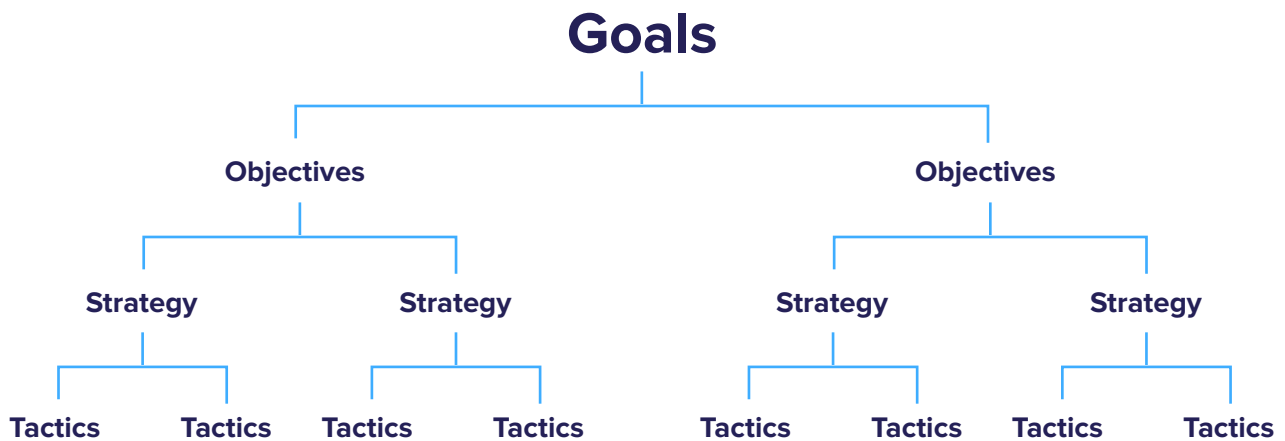 Goals
Objectives Objectives
Strategy Strategy Strategy Strategy
Tactics Tactics Tactics Tactics Tactics Tactics Tactics Tactics